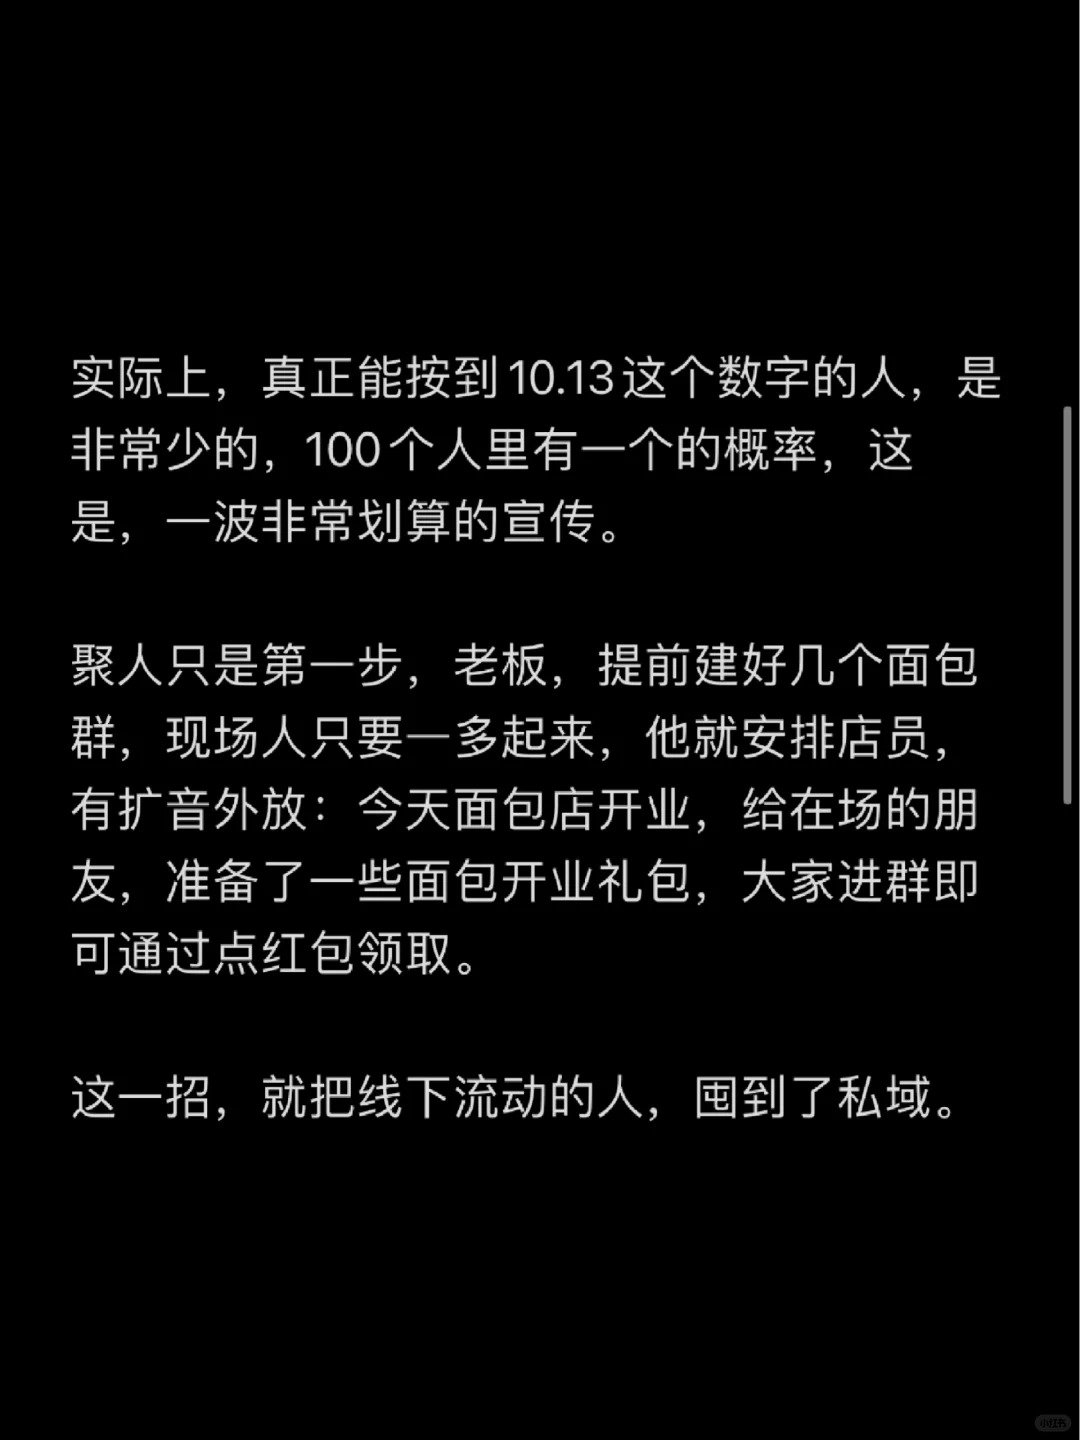 实际上，真正能按到10.13这个数字的人，是
非常少的，100个人里有一个的概率，这
是，一波非常划算的宣传。
聚人只是第一步，老板，提前建好几个面包
群，现场人只要一多起来，他就安排店员，
有扩音外放：今天面包店开业，给在场的朋
友，准备了一些面包开业礼包，大家进群即
可通过点红包领取。
这一招，就把线下流动的人，囤到了私域。
小红书